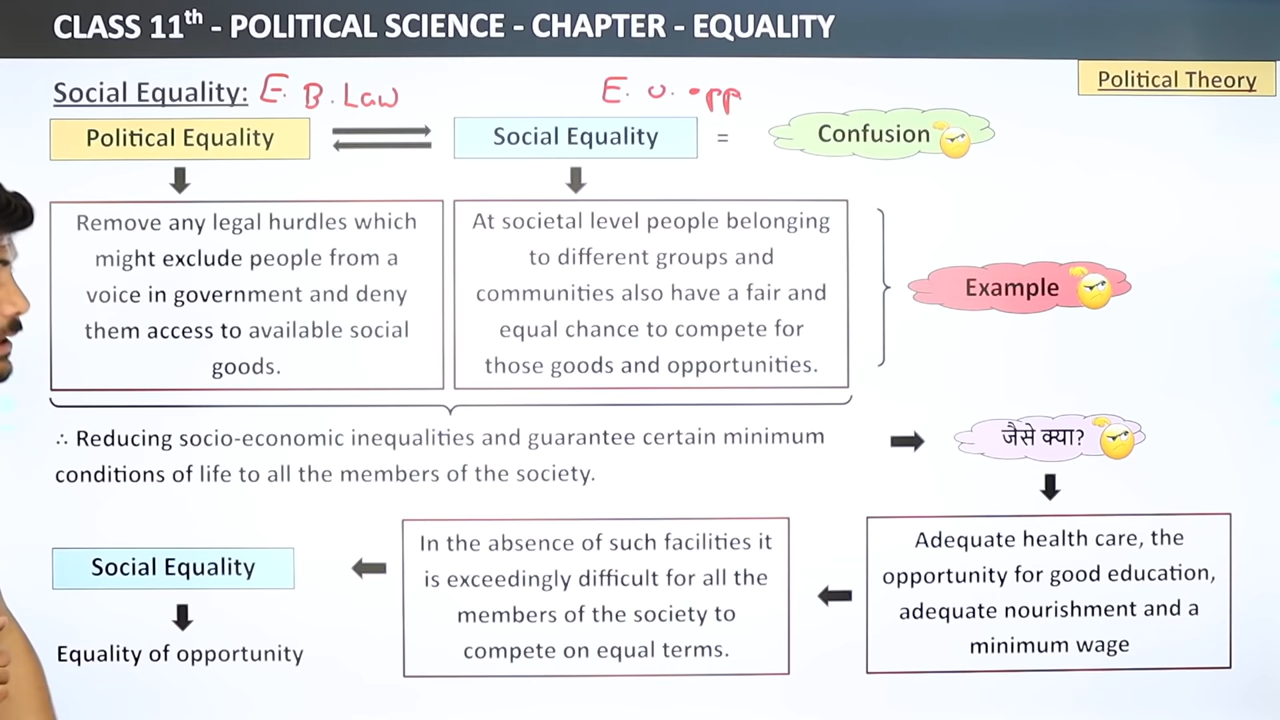 CLASS 11th - POLITICAL SCIENCE - CHAPTER - EQUALITY
Political Theory
Social Equality: E. B. Law
E. O. opp
Political Equality
Social Equality
=
Confusion
Remove any legal hurdles which
might exclude people from a
voice in government and deny
them access to available social
goods.
At societal level people belonging
to different groups and
communities also have a fair and
equal chance to compete for
those goods and opportunities.
Example
∴ Reducing socio-economic inequalities and guarantee certain minimum
conditions of life to all the members of the society.
जैसे क्या?
Adequate health care, the
opportunity for good education,
adequate nourishment and a
minimum wage
In the absence of such facilities it
is exceedingly difficult for all the
members of the society to
compete on equal terms.
Social Equality
Equality of opportunity